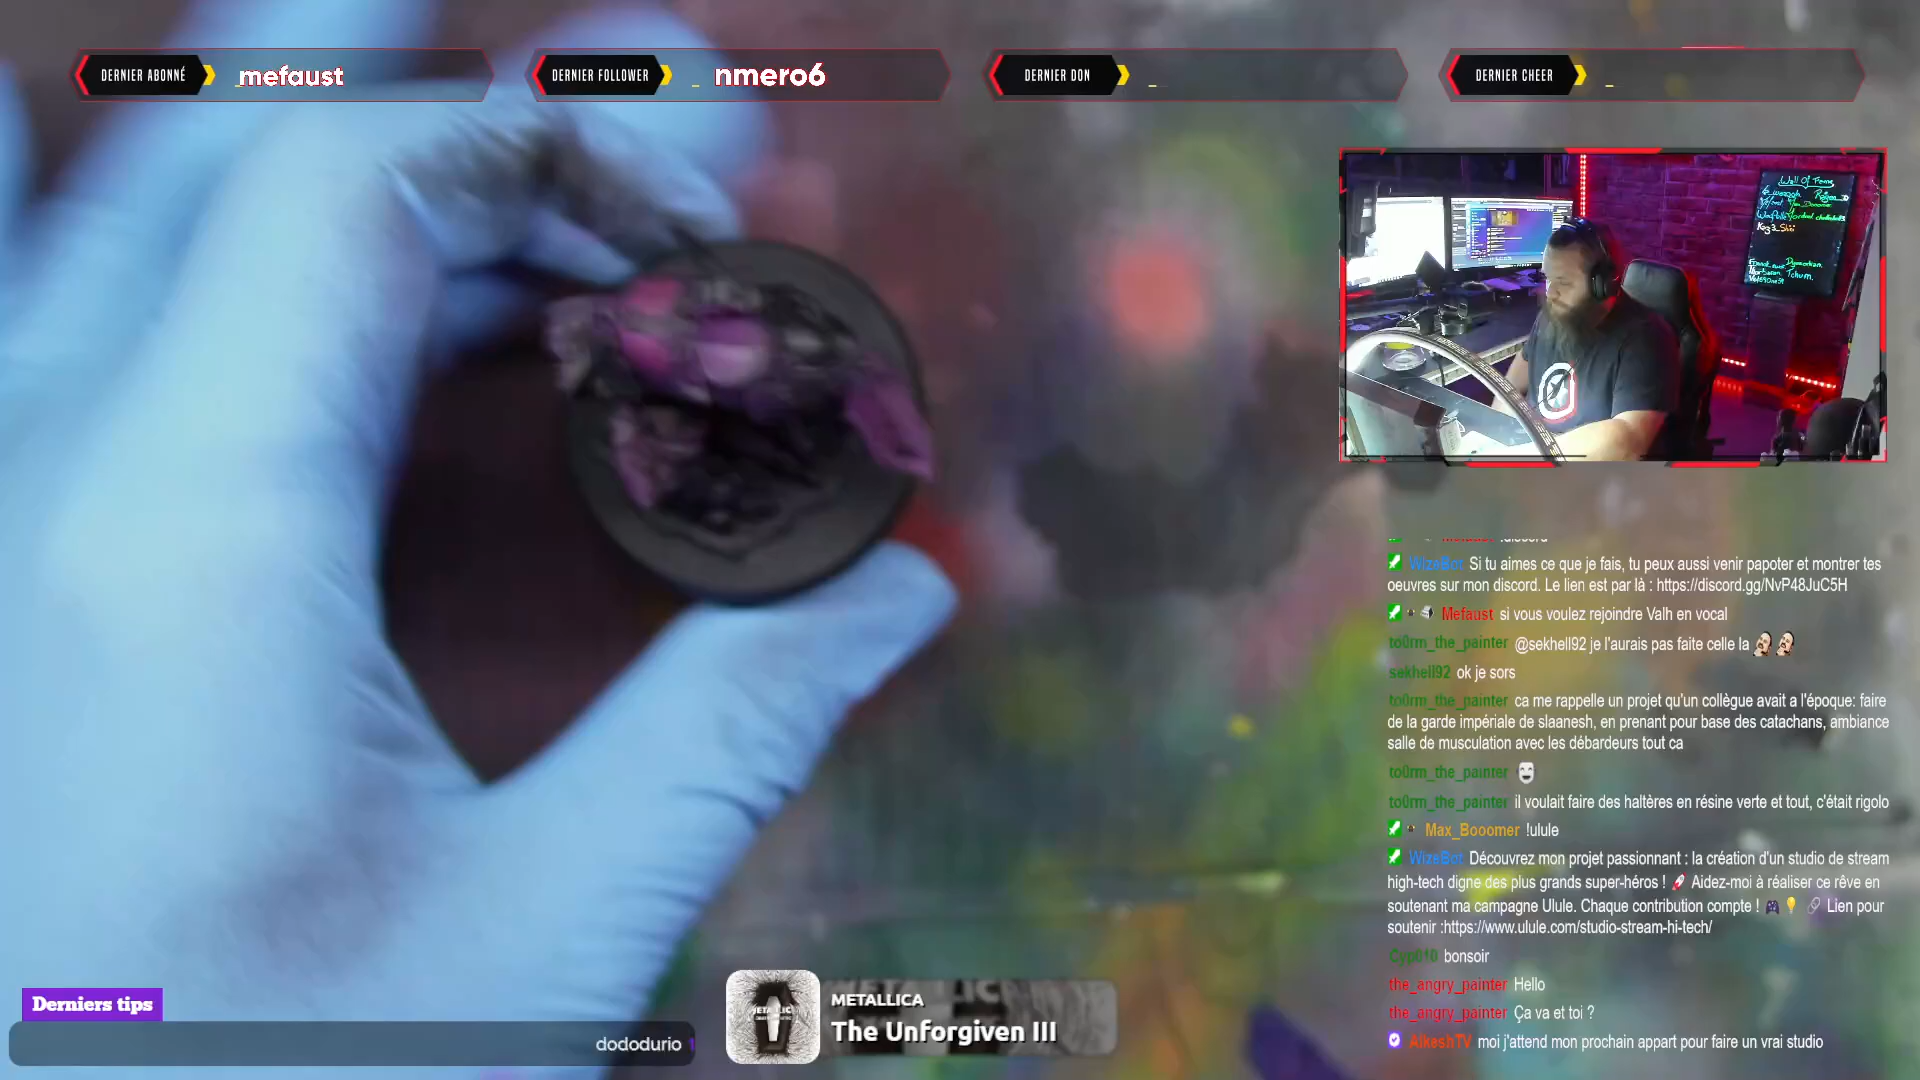 DERNIER ABONNÉ
_mefaust
DERNIER FOLLOWER
_ nmero6
DERNIER DON
_
DERNIER CHEER
_
Wall Of Fame
Mefaust !discord
WizeBot Si tu aimes ce que je fais, tu peux aussi venir papoter et montrer tes
oeuvres sur mon discord. Le lien est par là : https://discord.gg/NvP48JuC5H
Mefaust si vous voulez rejoindre Valh en vocal
to0rm_the_painter @sekhell92 je l'aurais pas faite celle la
sekhell92 ok je sors
to0rm_the_painter ca me rappelle un projet qu'un collègue avait a l'époque: faire
de la garde impériale de slaanesh, en prenant pour base des catachans, ambiance
salle de musculation avec les débardeurs tout ca
to0rm_the_painter
to0rm_the_painter il voulait faire des haltères en résine verte et tout, c'était rigolo
Max_Booomer !ulule
WizeBot Découvrez mon projet passionnant : la création d'un studio de stream
high-tech digne des plus grands super-héros ! 🚀 Aidez-moi à réaliser ce rêve en
soutenant ma campagne Ulule. Chaque contribution compte ! 🎮💡 🔗 Lien pour
soutenir :https://www.ulule.com/studio-stream-hi-tech/
Cyp010 bonsoir
the_angry_painter Hello
the_angry_painter Ça va et toi ?
AlkeshTV moi j'attend mon prochain appart pour faire un vrai studio
Derniers tips
dododurio 1
METALLICA
The Unforgiven III